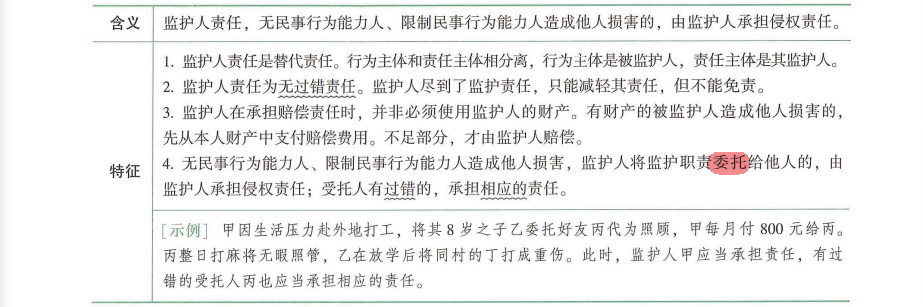 含义
监护人责任，无民事行为能力人、限制民事行为能力人造成他人损害的，由监护人承担侵权责任。
特征
1. 监护人责任是替代责任。行为主体和责任主体相分离，行为主体是被监护人，责任主体是其监护人。
2. 监护人责任为无过错责任。监护人尽到了监护责任，只能减轻其责任，但不能免责。
3. 监护人在承担赔偿责任时，并非必须使用监护人的财产。有财产的被监护人造成他人损害的，
先从本人财产中支付赔偿费用。不足部分，才由监护人赔偿。
4. 无民事行为能力人、限制民事行为能力人造成他人损害，监护人将监护职责委托给他人的，由
监护人承担侵权责任；受托人有过错的，承担相应的责任。
[示例] 甲因生活压力赴外地打工，将其8岁之子乙委托好友丙代为照顾，甲每月付800元给丙。
丙整日打麻将无暇照管，乙在放学后将同村的丁打成重伤。此时，监护人甲应当承担责任，有过
错的受托人丙也应当承担相应的责任。